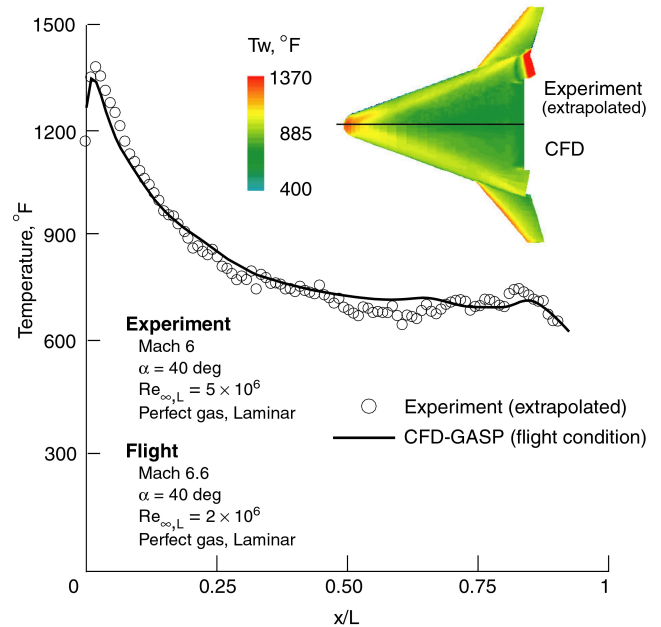 1500
1200
900
600
300
Temperature, °F
Tw, °F
1370
885
400
Experiment
(extrapolated)
CFD
Experiment
Mach 6
α = 40 deg
Re∞,L = 5 × 10⁶
Perfect gas, Laminar
Flight
Mach 6.6
α = 40 deg
Re∞,L = 2 × 10⁶
Perfect gas, Laminar
Experiment (extrapolated)
CFD-GASP (flight condition)
0
0.25
0.50
0.75
1
x/L